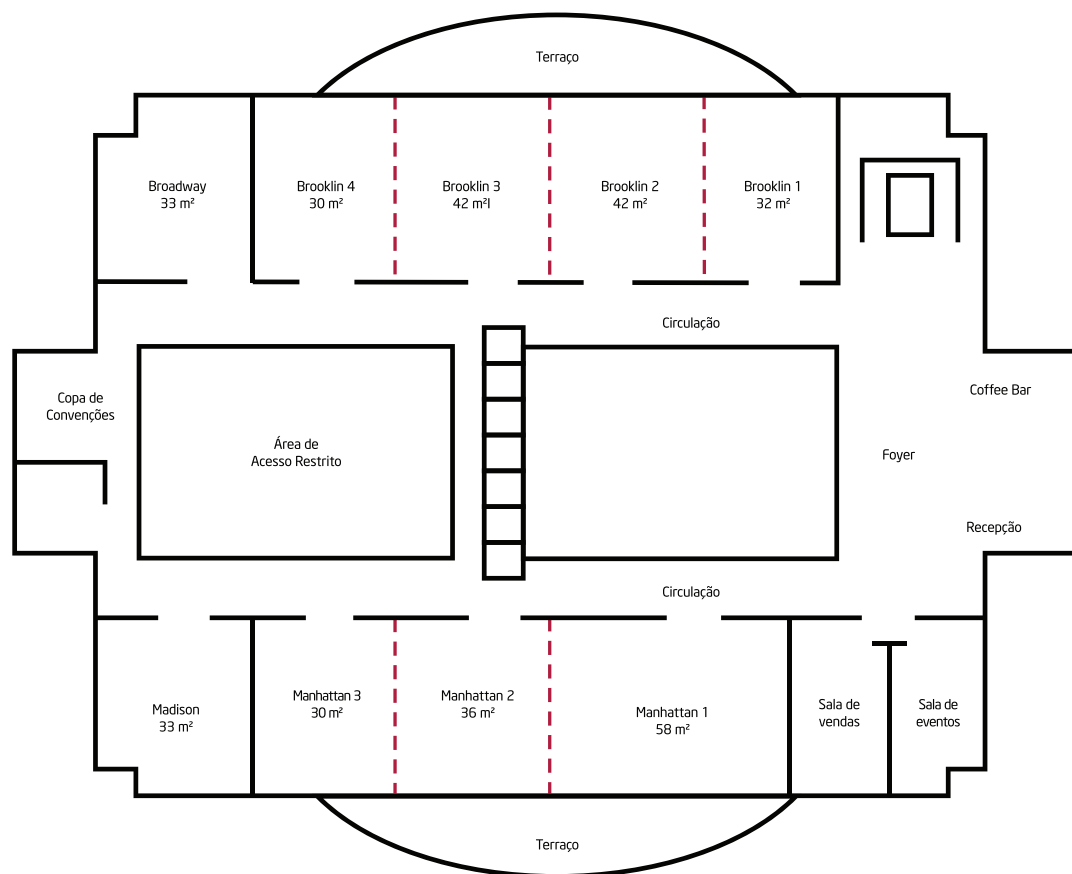 Terraço
Broadway
33 m²
Brooklin 4
30 m²
Brooklin 3
42 m²l
Brooklin 2
42 m²
Brooklin 1
32 m²
Circulação
Copa de
Convenções
Área de
Acesso Restrito
Coffee Bar
Foyer
Recepção
Circulação
Madison
33 m²
Manhattan 3
30 m²
Manhattan 2
36 m²
Manhattan 1
58 m²
Sala de
vendas
Sala de
eventos
Terraço